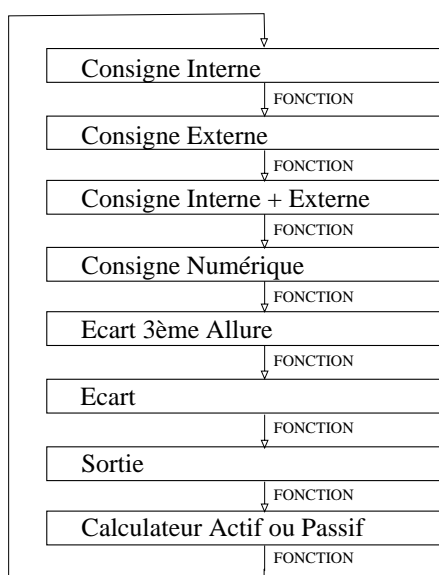 Consigne Interne
FONCTION
Consigne Externe
FONCTION
Consigne Interne + Externe
FONCTION
Consigne Numérique
FONCTION
Ecart 3ème Allure
FONCTION
Ecart
FONCTION
Sortie
FONCTION
Calculateur Actif ou Passif
FONCTION